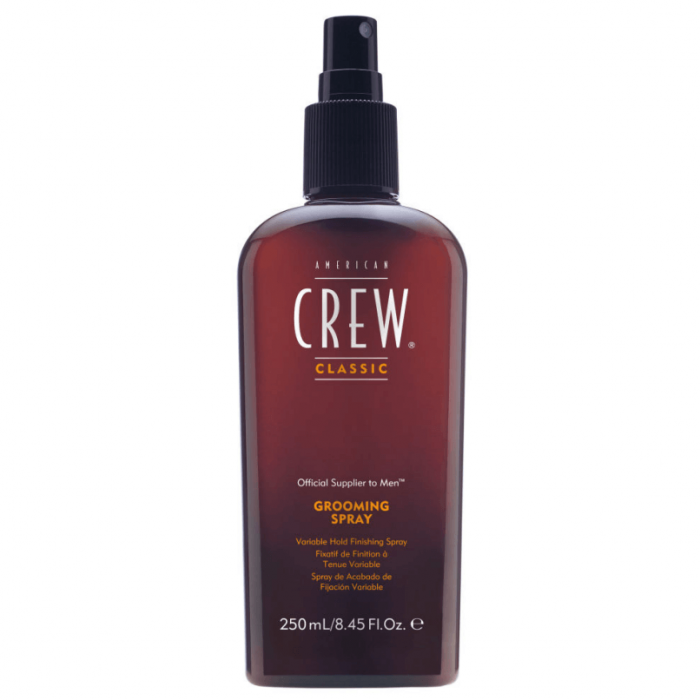 AMERICAN
CREW®
CLASSIC
Official Supplier to Men™
GROOMING
SPRAY
Variable Hold Finishing Spray
Fixatif de Finition à
Tenue Variable
Spray de Acabado de
Fijación Variable
250 mL/8.45 Fl.Oz. ℮